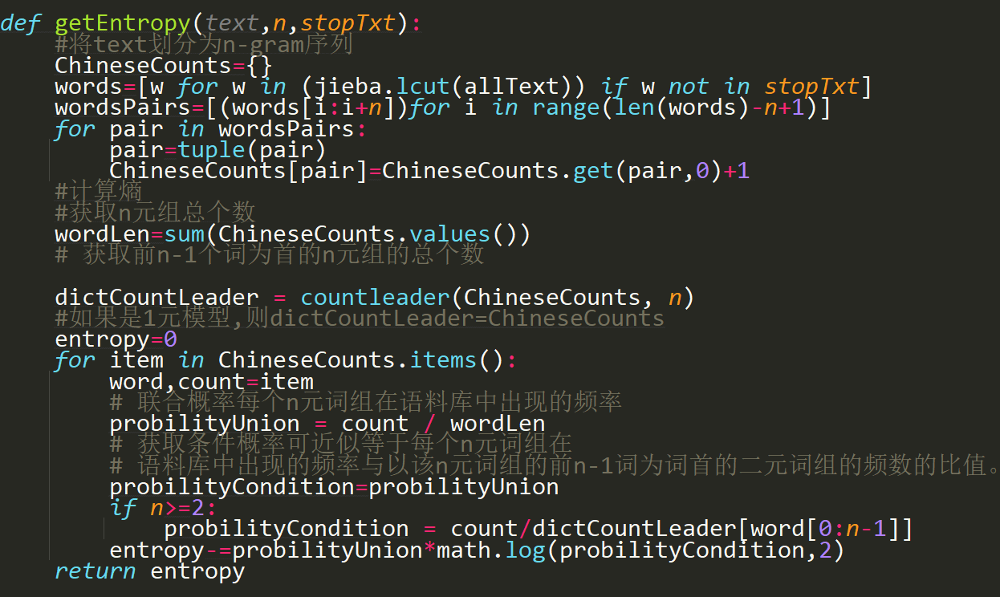 def getEntropy(text,n,stopTxt):
    #将text划分为n-gram序列
    ChineseCounts={}
    words=[w for w in (jieba.lcut(allText)) if w not in stopTxt]
    wordsPairs=[(words[i:i+n])for i in range(len(words)-n+1)]
    for pair in wordsPairs:
        pair=tuple(pair)
        ChineseCounts[pair]=ChineseCounts.get(pair,0)+1
    #计算熵
    #获取n元组总个数
    wordLen=sum(ChineseCounts.values())
    # 获取前n-1个词为首的n元组的总个数
    dictCountLeader = countleader(ChineseCounts, n)
    #如果是1元模型,则dictCountLeader=ChineseCounts
    entropy=0
    for item in ChineseCounts.items():
        word,count=item
        # 联合概率每个n元词组在语料库中出现的频率
        probilityUnion = count / wordLen
        # 获取条件概率可近似等于每个n元词组在
        # 语料库中出现的频率与以该n元词组的前n-1词为词首的二元词组的频数的比值。
        probilityCondition=probilityUnion
        if n>=2:
            probilityCondition = count/dictCountLeader[word[0:n-1]]
        entropy-=probilityUnion*math.log(probilityCondition,2)
    return entropy